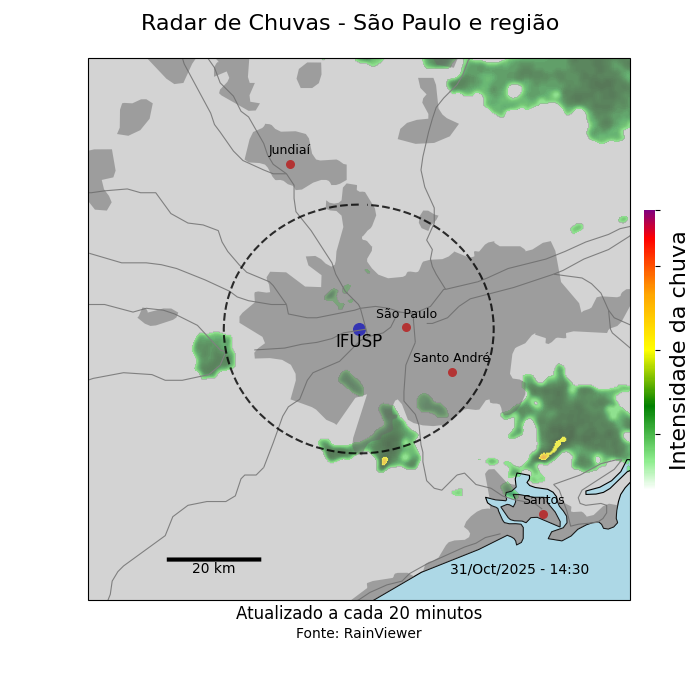 Radar de Chuvas - São Paulo e região
Jundiaí
São Paulo
IFUSP
Santo André
Santos
20 km
31/Oct/2025 - 14:30
Intensidade da chuva
Atualizado a cada 20 minutos
Fonte: RainViewer